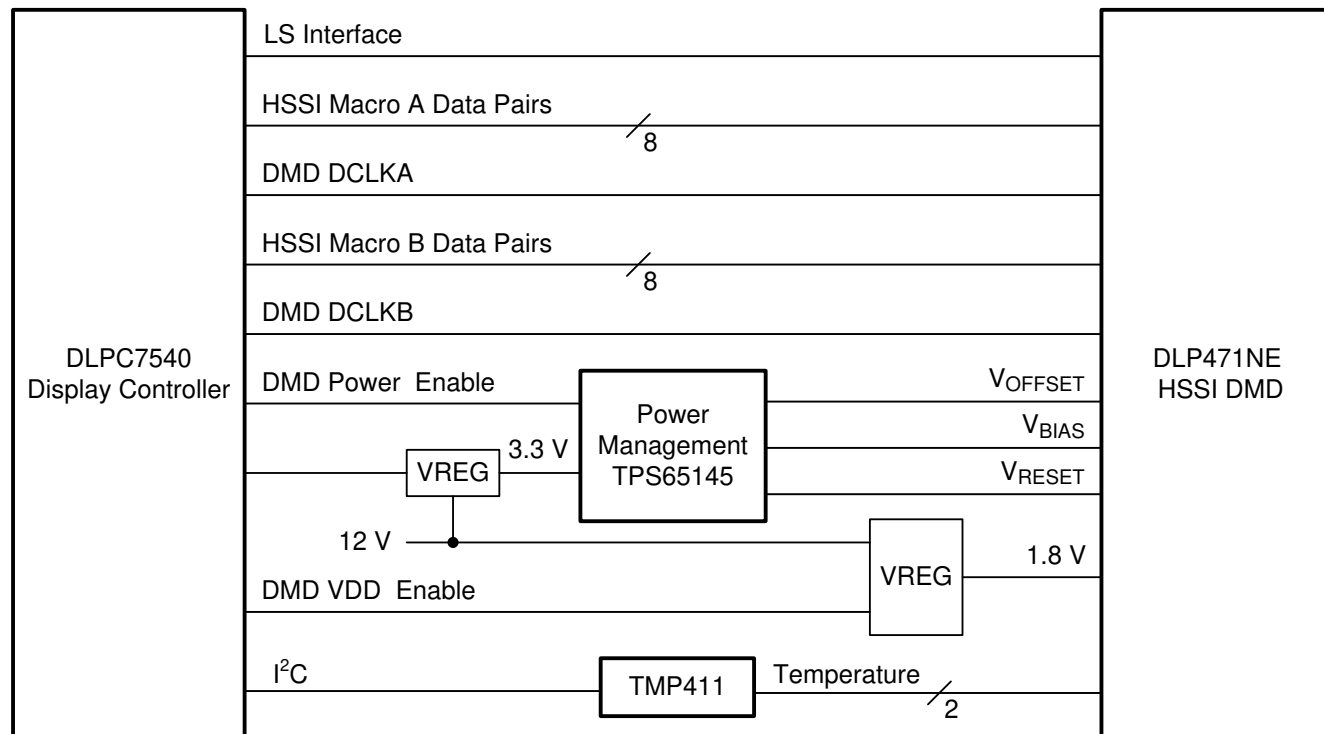 LS Interface
HSSI Macro A Data Pairs
8
DMD DCLKA
HSSI Macro B Data Pairs
8
DMD DCLKB
DLPC7540
Display Controller
DLP471NE
HSSI DMD
DMD Power Enable
Power
Management
TPS65145
VOFFSET
VBIAS
VRESET
VREG
3.3 V
12 V
VREG
1.8 V
DMD VDD Enable
I²C
TMP411
Temperature
2